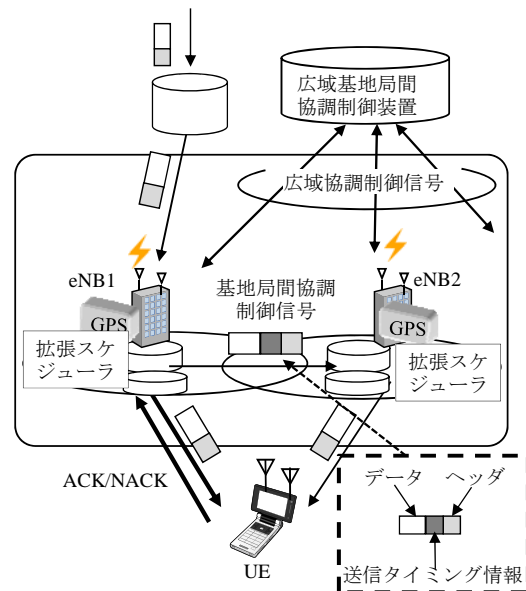 広域基地局間
協調制御装置
広域協調制御信号
eNB1
eNB2
基地局間協調
制御信号
GPS
GPS
拡張スケ
ジューラ
拡張スケ
ジューラ
ACK/NACK
UE
データ ヘッダ
送信タイミング情報